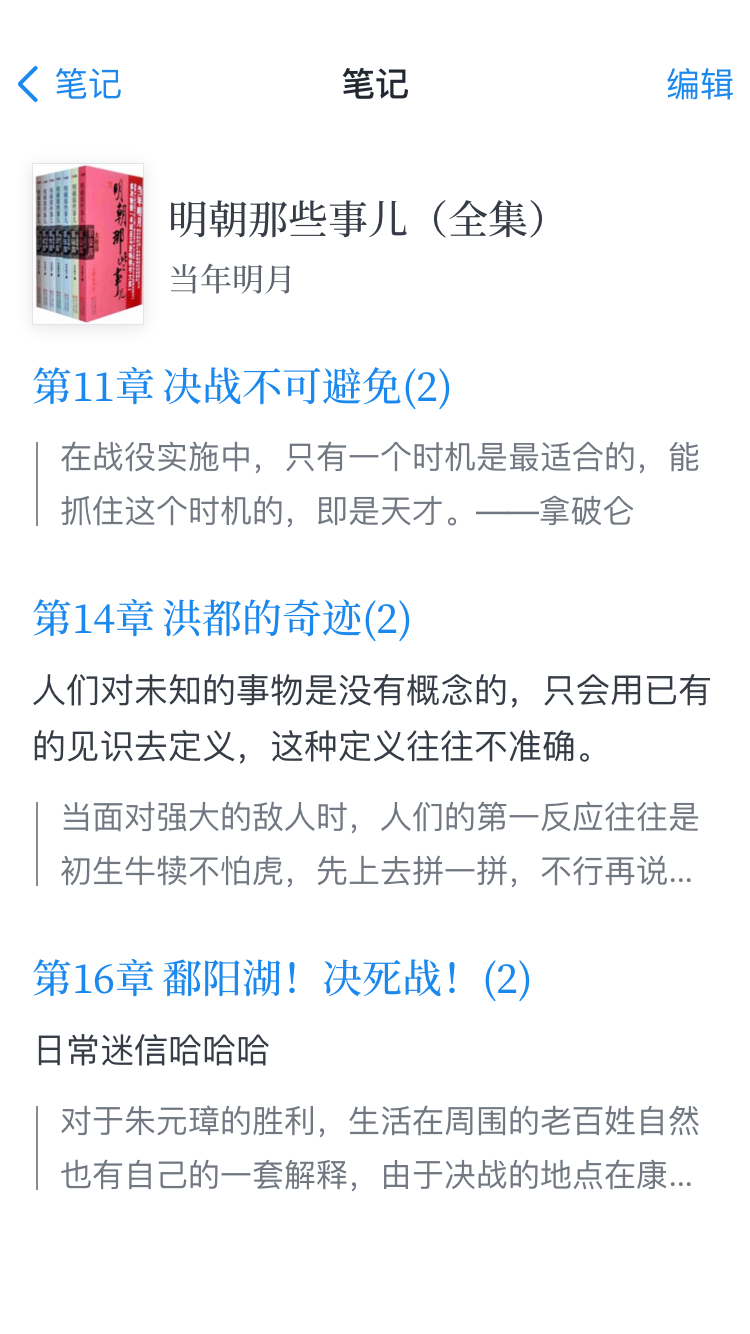 笔记
笔记
编辑
明朝那些事儿
明朝那些事儿（全集）
当年明月
第11章 决战不可避免(2)
在战役实施中，只有一个时机是最适合的，能
抓住这个时机的，即是天才。——拿破仑
第14章 洪都的奇迹(2)
人们对未知的事物是没有概念的，只会用已有
的见识去定义，这种定义往往不准确。
当面对强大的敌人时，人们的第一反应往往是
初生牛犊不怕虎，先上去拼一拼，不行再说...
第16章 鄱阳湖！决死战！(2)
日常迷信哈哈哈
对于朱元璋的胜利，生活在周围的老百姓自然
也有自己的一套解释，由于决战的地点在康...